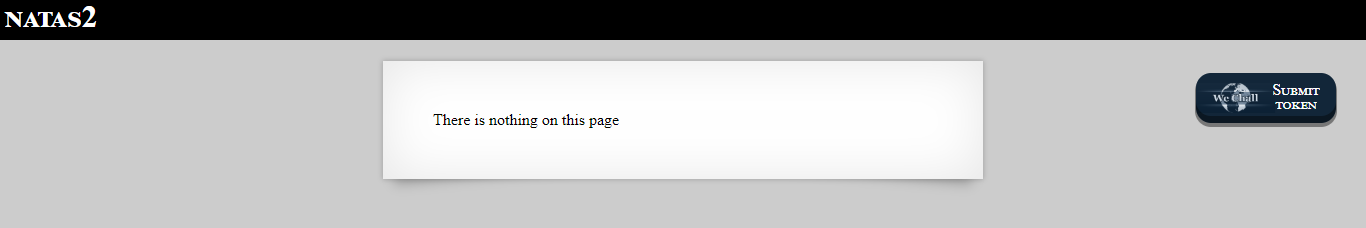 NATAS2
There is nothing on this page
We Chall
SUBMIT
TOKEN